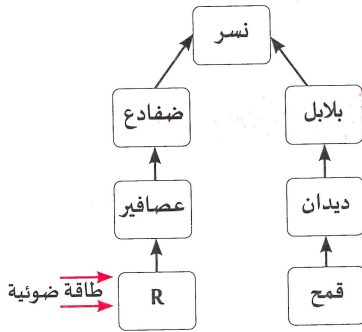 نسر
ضفادع
بلابل
عصافير
ديدان
طاقة ضوئية
R
قمح